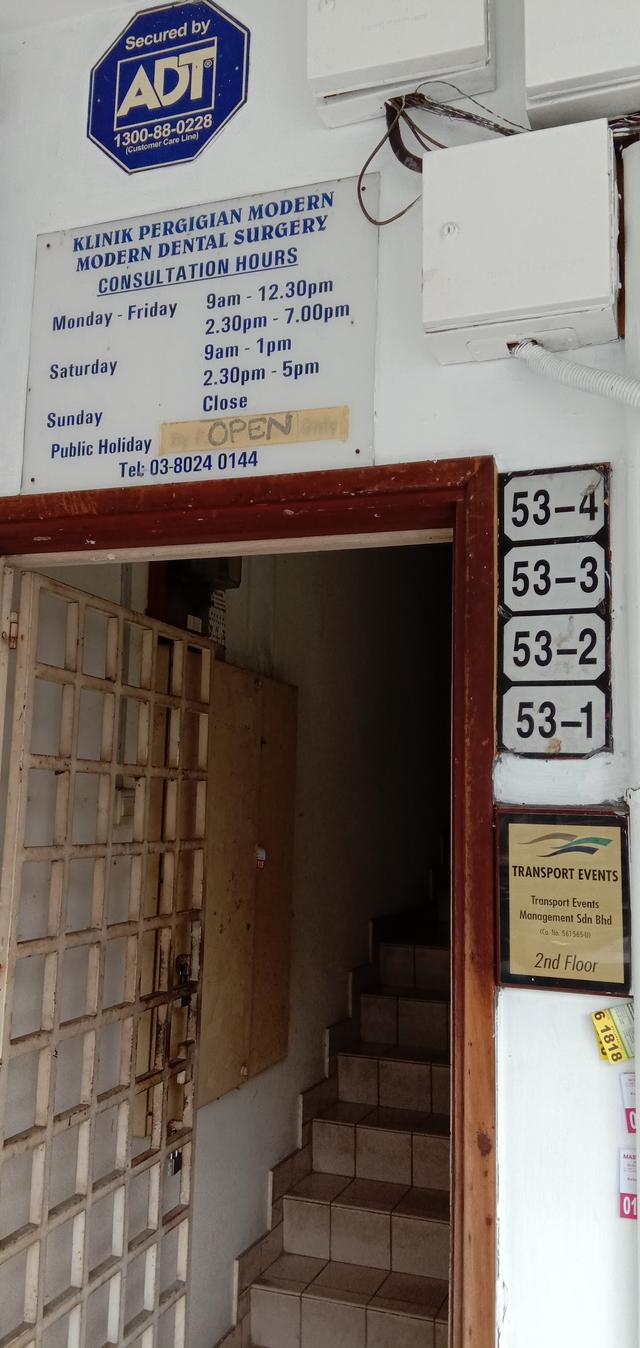 Secured by
ADT
1300-88-0228
(Customer Care Line)
KLINIK PERGIGIAN MODERN
MODERN DENTAL SURGERY
CONSULTATION HOURS
Monday - Friday 9am - 12.30pm
2.30pm - 7.00pm
Saturday 9am - 1pm
2.30pm - 5pm
Sunday Close
Public Holiday OPEN
Tel: 03-8024 0144
53-4
53-3
53-2
53-1
TRANSPORT EVENTS
Transport Events
Management Sdn Bhd
(Co. No. 561565-U)
2nd Floor